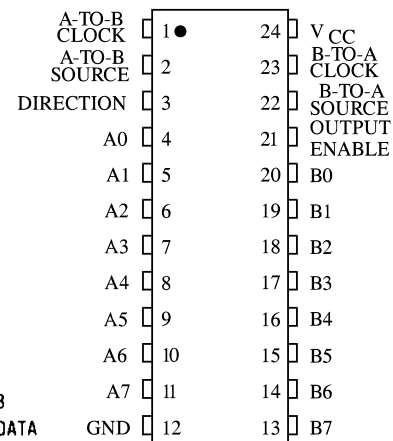 A-TO-B
CLOCK 1 24 VCC
A-TO-B
SOURCE 2 23 B-TO-A
CLOCK
DIRECTION 3 22 B-TO-A
SOURCE
A0 4 21 OUTPUT
ENABLE
A1 5 20 B0
A2 6 19 B1
A3 7 18 B2
A4 8 17 B3
A5 9 16 B4
A6 10 15 B5
A7 11 14 B6
GND 12 13 B7
B
DATA